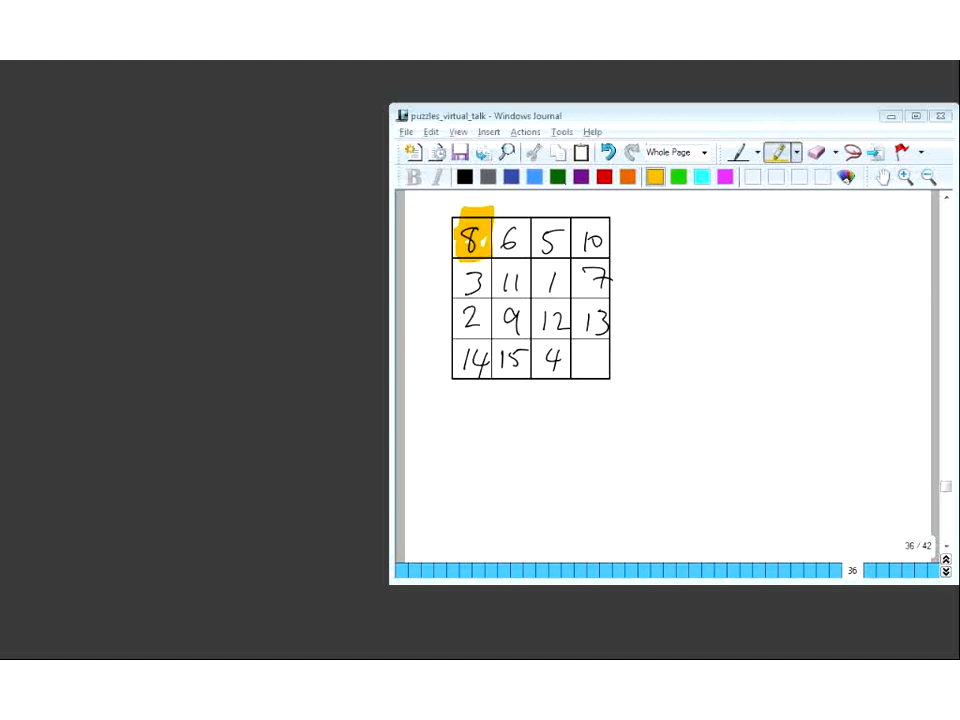 puzzles_virtual_talk - Windows Journal
File Edit View Insert Actions Tools Help
Whole Page
B I
8 6 5 10
3 11 1 7
2 9 12 13
14 15 4
36 / 42
36